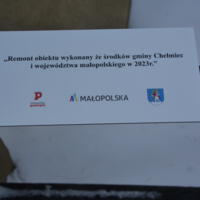 „Remont obiektu wykonany ze środków gminy Chełmiec
i województwa małopolskiego w 2023r."
MAŁOPOLSKA